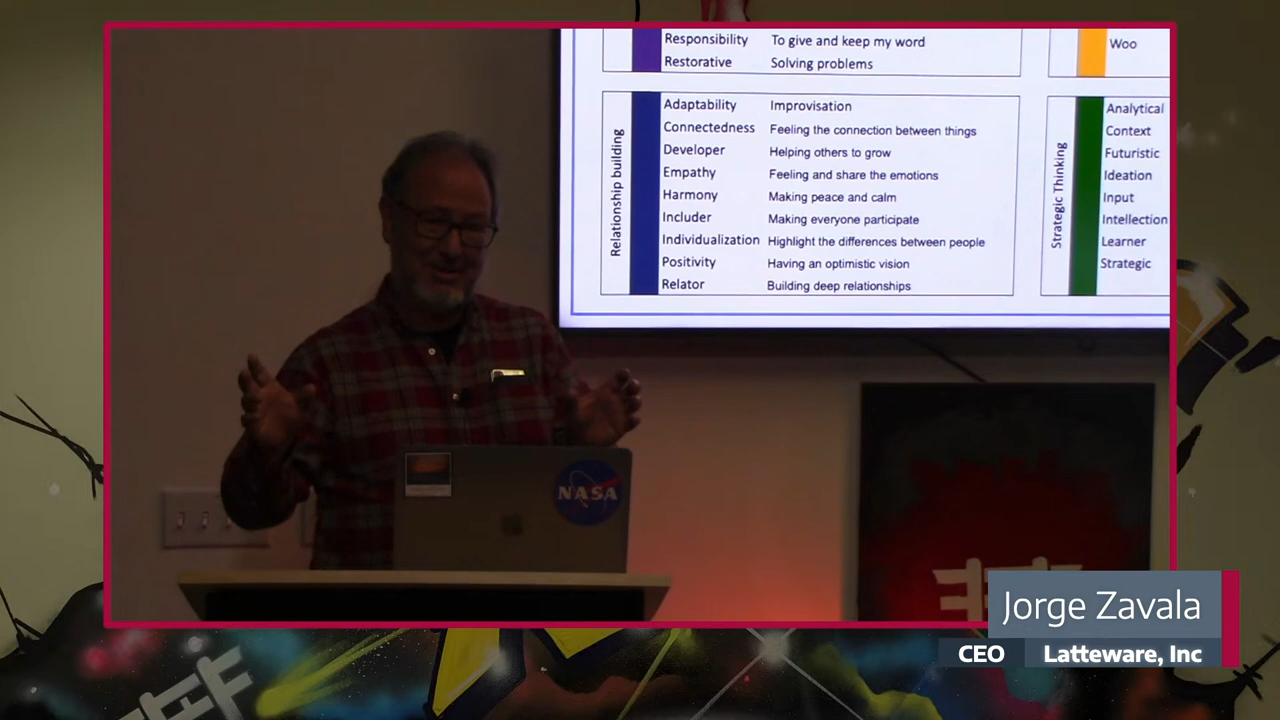 Responsibility To give and keep my word
Restorative Solving problems
Woo
Relationship building
Adaptability Improvisation
Connectedness Feeling the connection between things
Developer Helping others to grow
Empathy Feeling and share the emotions
Harmony Making peace and calm
Includer Making everyone participate
Individualization Highlight the differences between people
Positivity Having an optimistic vision
Relator Building deep relationships
Strategic Thinking
Analytical
Context
Futuristic
Ideation
Input
Intellection
Learner
Strategic
NASA
Jorge Zavala
CEO Latteware, Inc